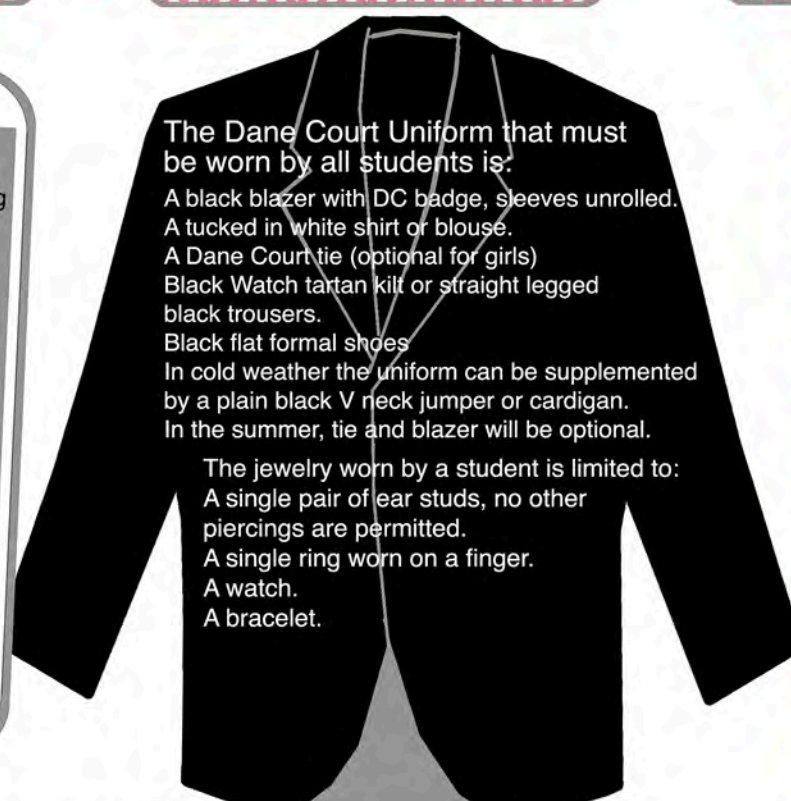 The Dane Court Uniform that must
be worn by all students is:
A black blazer with DC badge, sleeves unrolled.
A tucked in white shirt or blouse.
A Dane Court tie (optional for girls)
Black Watch tartan kilt or straight legged
black trousers.
Black flat formal shoes
In cold weather the uniform can be supplemented
by a plain black V neck jumper or cardigan.
In the summer, tie and blazer will be optional.
The jewelry worn by a student is limited to:
A single pair of ear studs, no other
piercings are permitted.
A single ring worn on a finger.
A watch.
A bracelet.